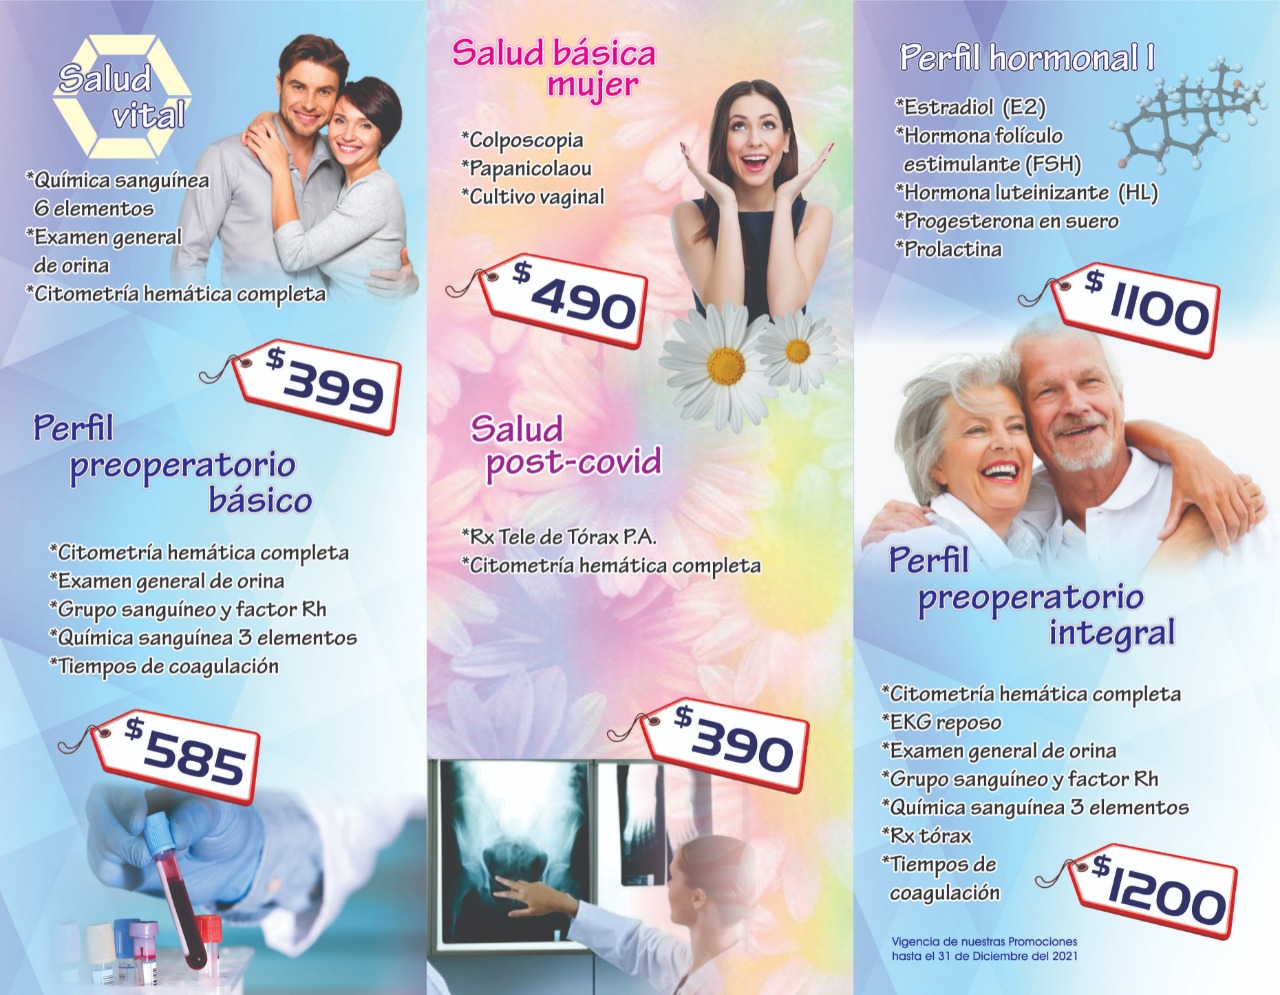 Salud
vital
*Química sanguínea
6 elementos
*Examen general
de orina
*Citometría hemática completa
$399
Perfil
preoperatorio
básico
*Citometría hemática completa
*Examen general de orina
*Grupo sanguíneo y factor Rh
*Química sanguínea 3 elementos
*Tiempos de coagulación
$585
Salud básica
mujer
*Colposcopia
*Papanicolaou
*Cultivo vaginal
$490
Salud
post-covid
*Rx Tele de Tórax P.A.
*Citometría hemática completa
$390
Perfil hormonal I
*Estradiol (E2)
*Hormona folículo
estimulante (FSH)
*Hormona luteinizante (HL)
*Progesterona en suero
*Prolactina
$1100
Perfil
preoperatorio
integral
*Citometría hemática completa
*EKG reposo
*Examen general de orina
*Grupo sanguíneo y factor Rh
*Química sanguínea 3 elementos
*Rx tórax
*Tiempos de
coagulación
$1200
Vigencia de nuestras Promociones
hasta el 31 de Diciembre del 2021